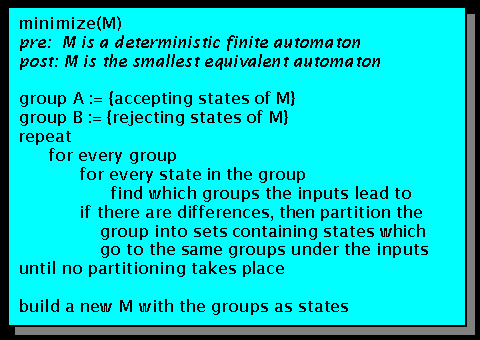 minimize(M)
pre: M is a deterministic finite automaton
post: M is the smallest equivalent automaton
group A := {accepting states of M}
group B := {rejecting states of M}
repeat
for every group
for every state in the group
find which groups the inputs lead to
if there are differences, then partition the
group into sets containing states which
go to the same groups under the inputs
until no partitioning takes place
build a new M with the groups as states